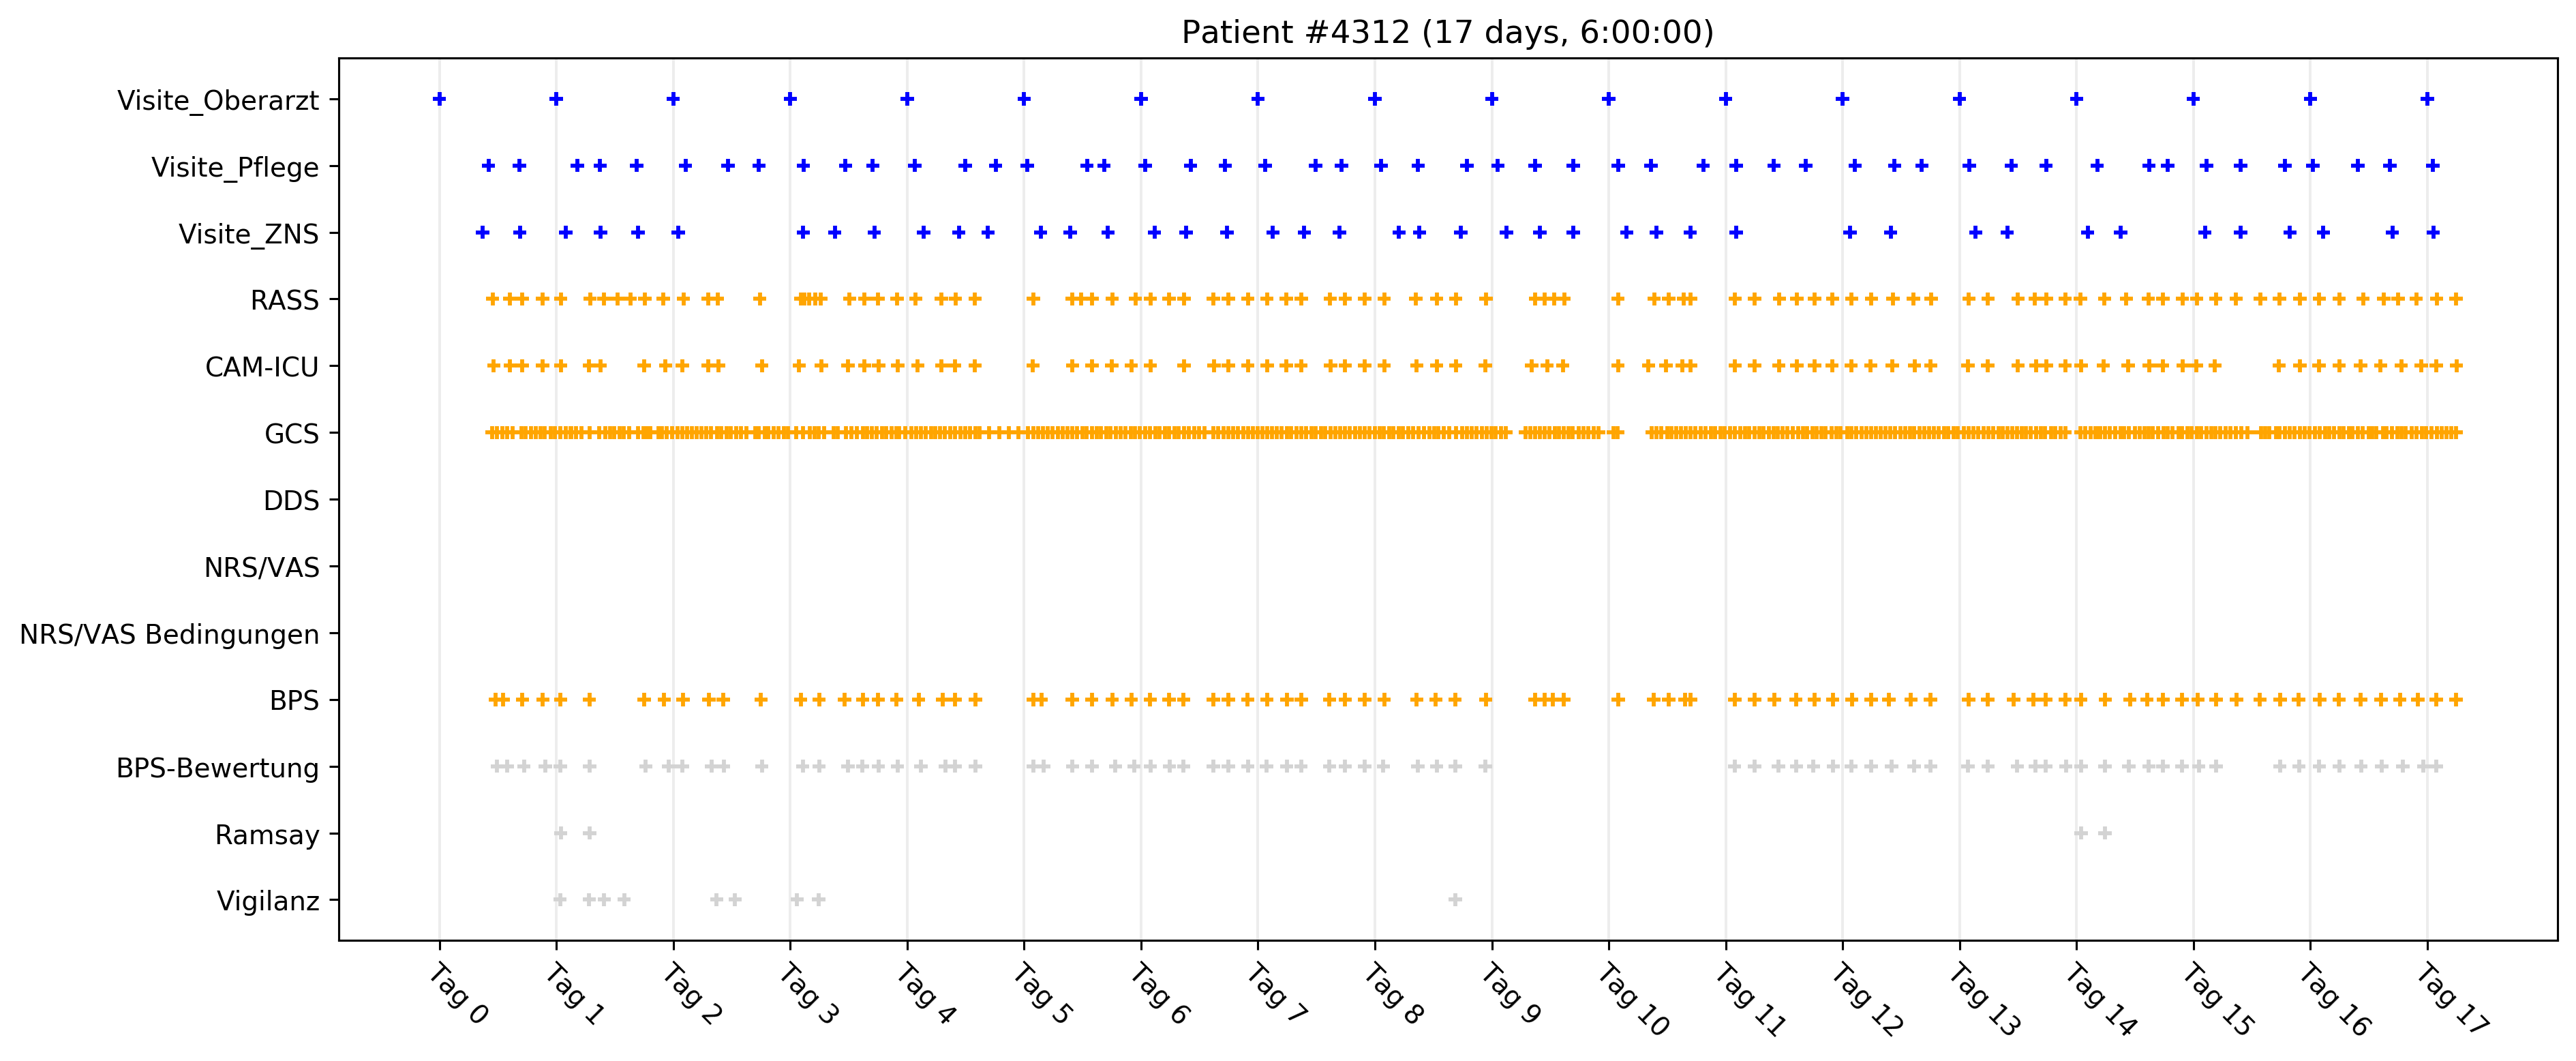 Patient #4312 (17 days, 6:00:00)
Visite_Oberarzt
Visite_Pflege
Visite_ZNS
RASS
CAM-ICU
GCS
DDS
NRS/VAS
NRS/VAS Bedingungen
BPS
BPS-Bewertung
Ramsay
Vigilanz
Tag 0
Tag 1
Tag 2
Tag 3
Tag 4
Tag 5
Tag 6
Tag 7
Tag 8
Tag 9
Tag 10
Tag 11
Tag 12
Tag 13
Tag 14
Tag 15
Tag 16
Tag 17